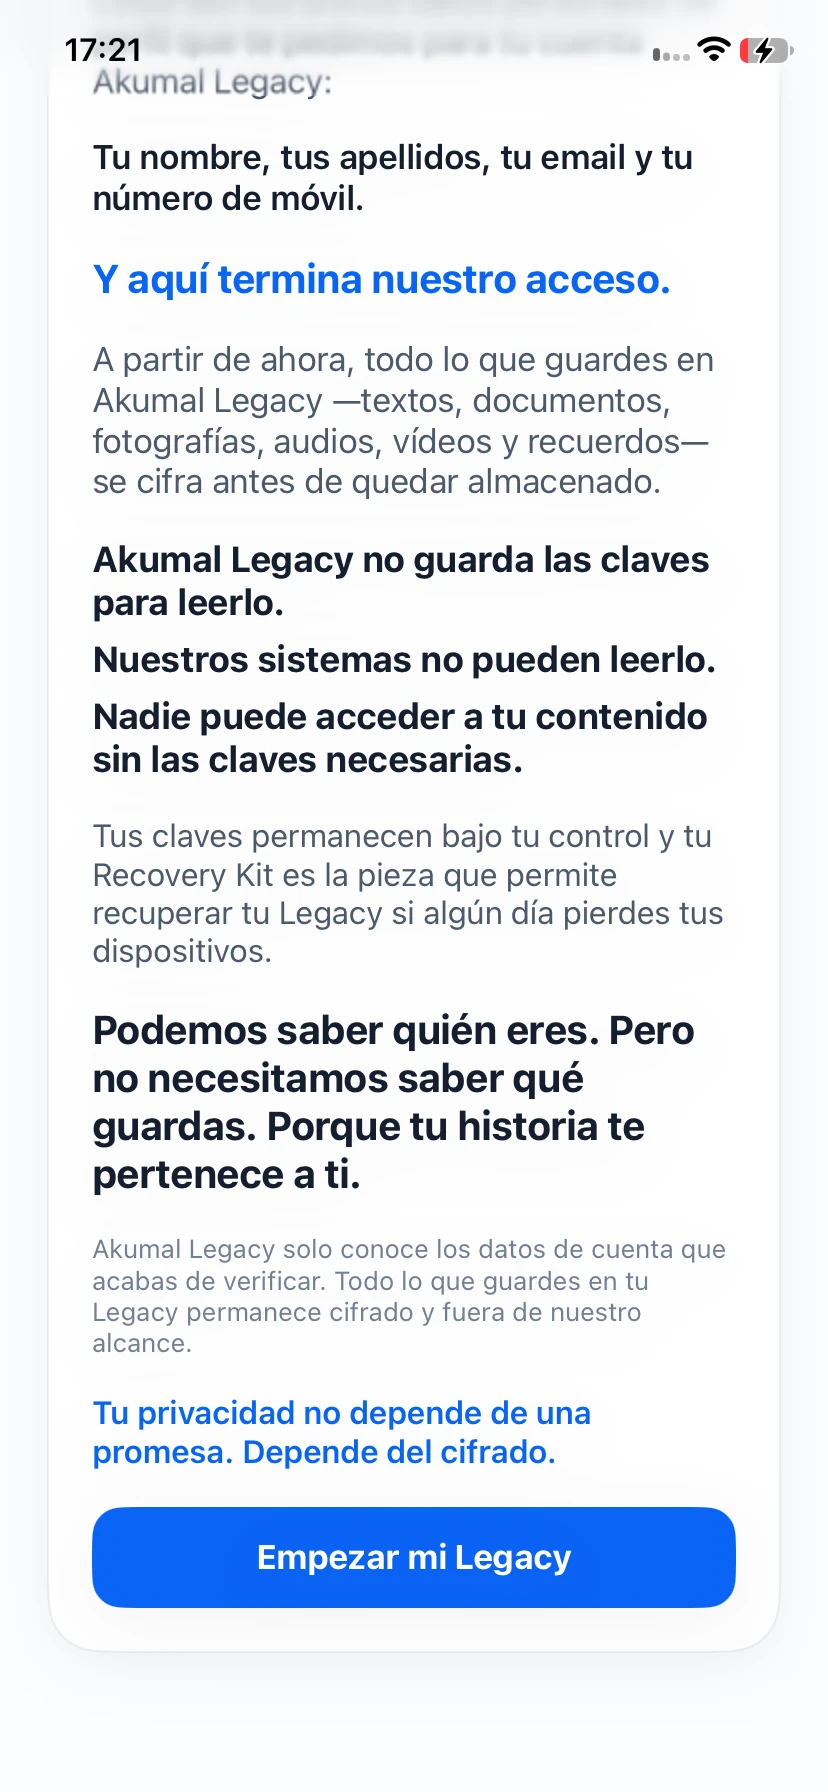 17:21
Akumal Legacy:
Tu nombre, tus apellidos, tu email y tu
número de móvil.
Y aquí termina nuestro acceso.
A partir de ahora, todo lo que guardes en
Akumal Legacy —textos, documentos,
fotografías, audios, vídeos y recuerdos—
se cifra antes de quedar almacenado.
Akumal Legacy no guarda las claves
para leerlo.
Nuestros sistemas no pueden leerlo.
Nadie puede acceder a tu contenido
sin las claves necesarias.
Tus claves permanecen bajo tu control y tu
Recovery Kit es la pieza que permite
recuperar tu Legacy si algún día pierdes tus
dispositivos.
Podemos saber quién eres. Pero
no necesitamos saber qué
guardas. Porque tu historia te
pertenece a ti.
Akumal Legacy solo conoce los datos de cuenta que
acabas de verificar. Todo lo que guardes en tu
Legacy permanece cifrado y fuera de nuestro
alcance.
Tu privacidad no depende de una
promesa. Depende del cifrado.
Empezar mi Legacy